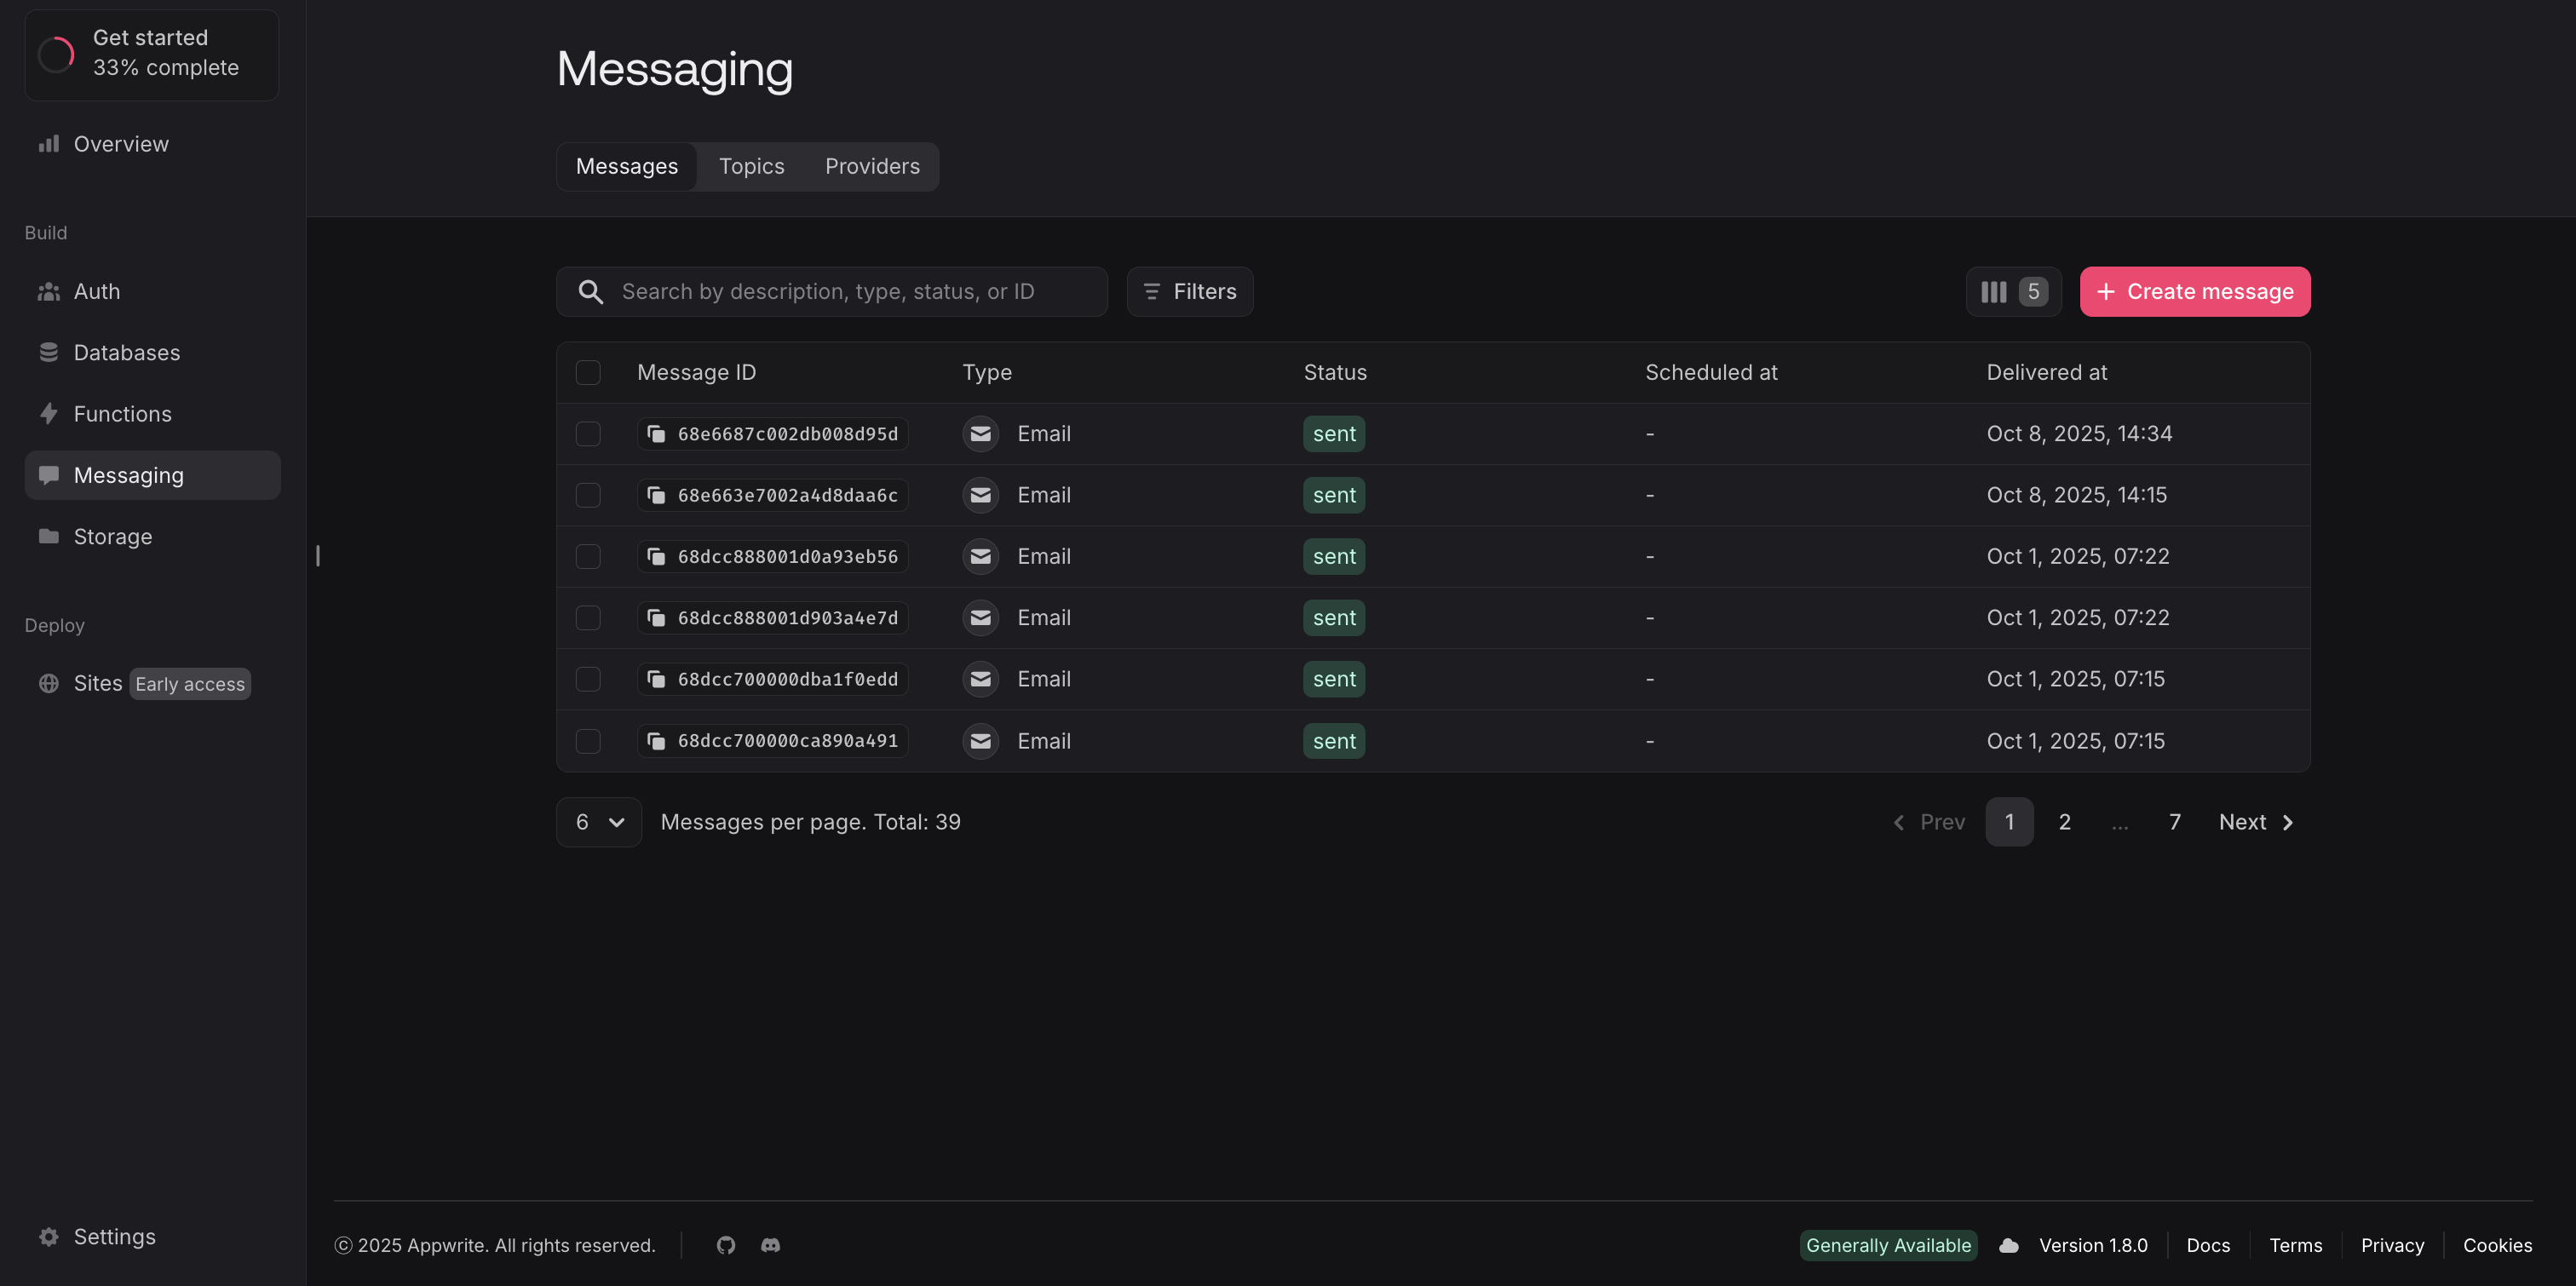 Get started
33% complete
Overview
Build
Auth
Databases
Functions
Messaging
Storage
Deploy
Sites Early access
Settings
Messaging
Messages Topics Providers
Search by description, type, status, or ID Filters 5 + Create message
Message ID Type Status Scheduled at Delivered at
68e6687c002db008d95d Email sent - Oct 8, 2025, 14:34
68e663e7002a4d8daa6c Email sent - Oct 8, 2025, 14:15
68dcc888001d0a93eb56 Email sent - Oct 1, 2025, 07:22
68dcc888001d903a4e7d Email sent - Oct 1, 2025, 07:22
68dcc700000dba1f0edd Email sent - Oct 1, 2025, 07:15
68dcc700000ca890a491 Email sent - Oct 1, 2025, 07:15
6 Messages per page. Total: 39 Prev 1 2 ... 7 Next
© 2025 Appwrite. All rights reserved. Generally Available Version 1.8.0 Docs Terms Privacy Cookies